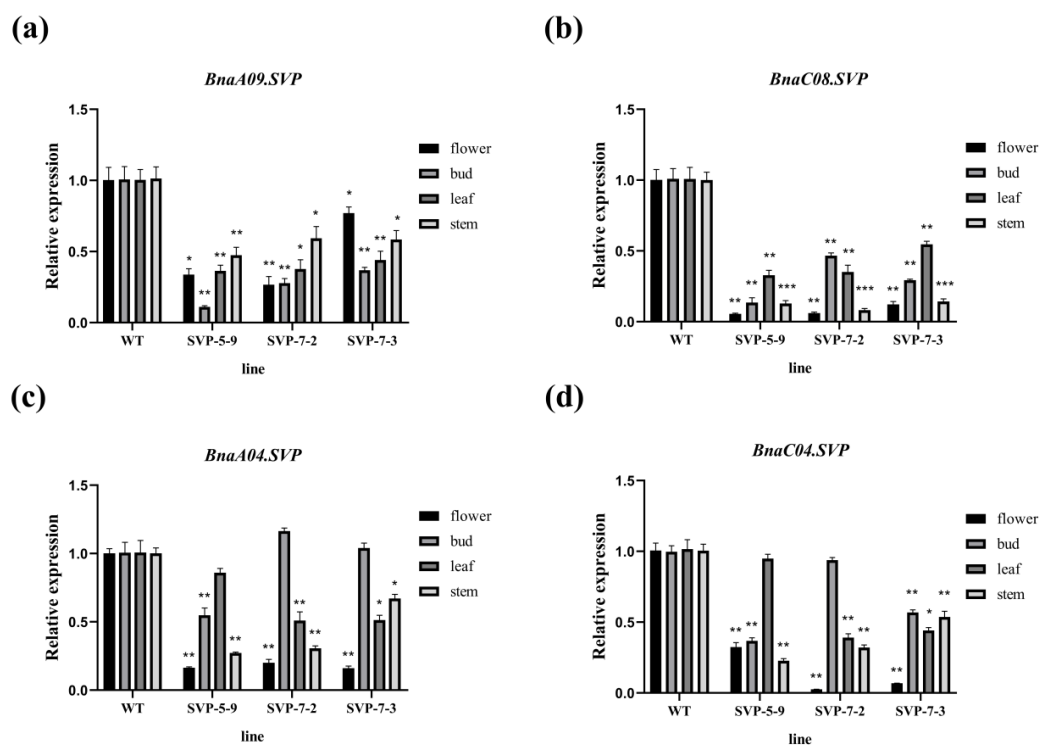 (a)
BnaA09.SVP
Relative expression
1.5
1.0
0.5
0.0
* ** ** **
** ** * *
* ** ** *
WT SVP-5-9 SVP-7-2 SVP-7-3
line
flower
bud
leaf
stem
(b)
BnaC08.SVP
Relative expression
1.5
1.0
0.5
0.0
** ** ** ***
** ** ** ***
** ** ** ***
WT SVP-5-9 SVP-7-2 SVP-7-3
line
flower
bud
leaf
stem
(c)
BnaA04.SVP
Relative expression
1.5
1.0
0.5
0.0
** ** **
** ** **
** * *
WT SVP-5-9 SVP-7-2 SVP-7-3
line
flower
bud
leaf
stem
(d)
BnaC04.SVP
Relative expression
1.5
1.0
0.5
0.0
** ** **
** ** **
** ** * **
WT SVP-5-9 SVP-7-2 SVP-7-3
line
flower
bud
leaf
stem